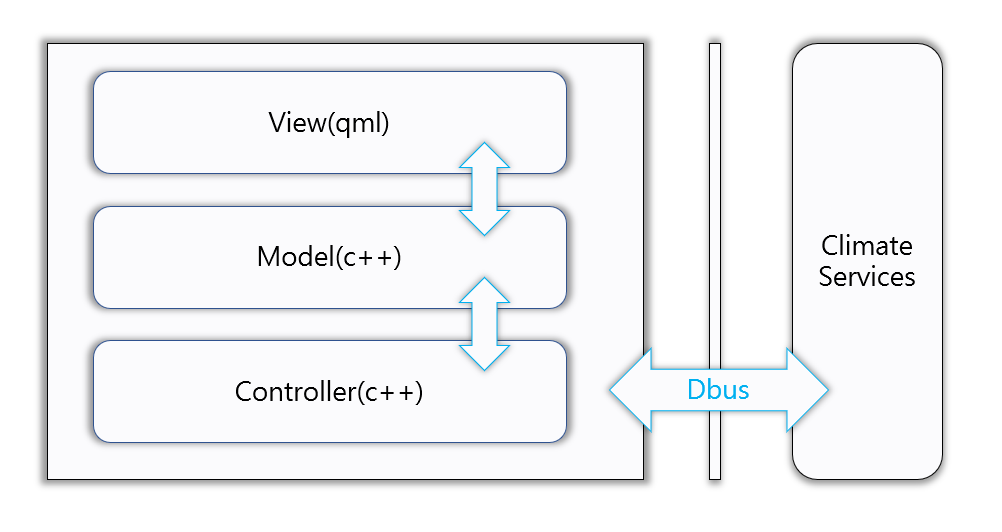 View(qml)
Model(c++)
Controller(c++)
Dbus
Climate
Services